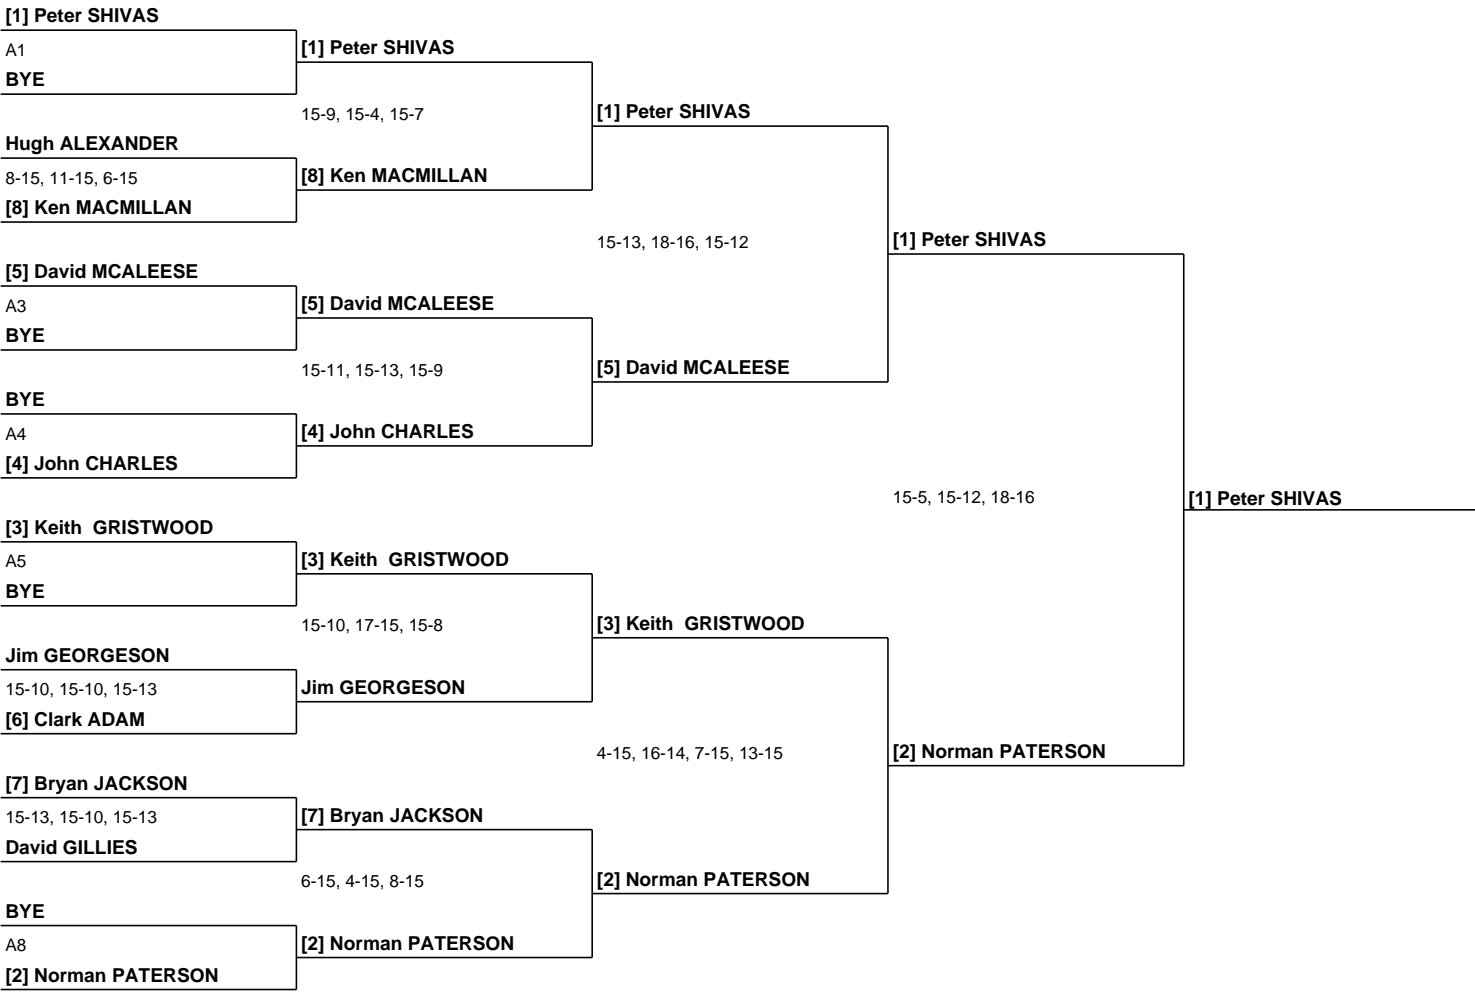 [1] Peter SHIVAS
A1
BYE
Hugh ALEXANDER
8-15, 11-15, 6-15
[8] Ken MACMILLAN
[5] David MCALEESE
A3
BYE
BYE
A4
[4] John CHARLES
[3] Keith  GRISTWOOD
A5
BYE
Jim GEORGESON
15-10, 15-10, 15-13
[6] Clark ADAM
[7] Bryan JACKSON
15-13, 15-10, 15-13
David GILLIES
BYE
A8
[2] Norman PATERSON
[1] Peter SHIVAS
15-9, 15-4, 15-7
[8] Ken MACMILLAN
[5] David MCALEESE
15-11, 15-13, 15-9
[4] John CHARLES
[3] Keith  GRISTWOOD
15-10, 17-15, 15-8
Jim GEORGESON
[7] Bryan JACKSON
6-15, 4-15, 8-15
[2] Norman PATERSON
[1] Peter SHIVAS
15-13, 18-16, 15-12
[5] David MCALEESE
[3] Keith  GRISTWOOD
4-15, 16-14, 7-15, 13-15
[2] Norman PATERSON
[1] Peter SHIVAS
15-5, 15-12, 18-16
[2] Norman PATERSON
[1] Peter SHIVAS